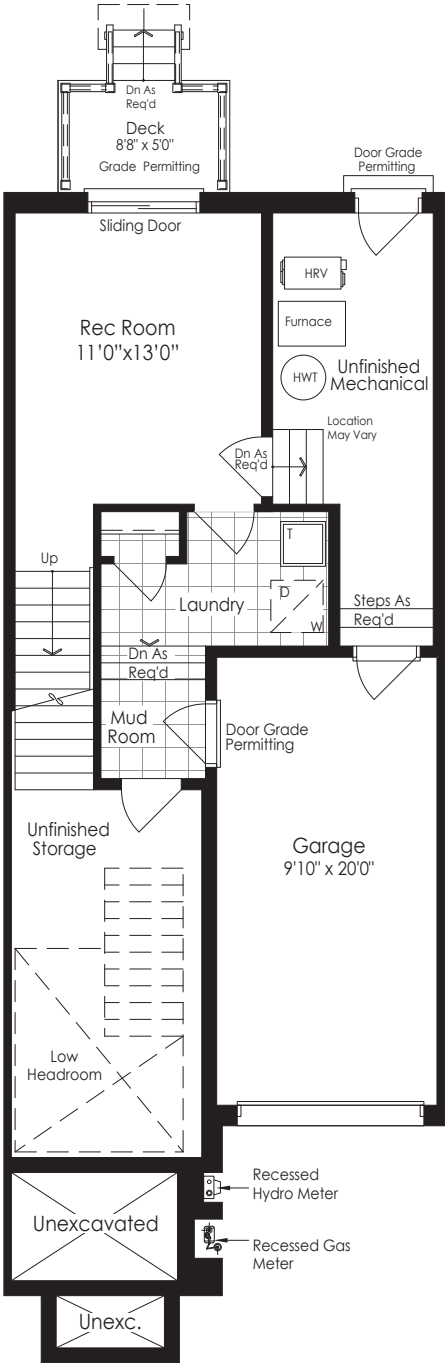 Dn As
Req'd
Deck
8'8" x 5'0"
Grade Permitting
Door Grade
Permitting
Sliding Door
HRV
Rec Room
11'0"x13'0"
Furnace
HWT
Unfinished
Mechanical
Location
May Vary
Dn As
Req'd
T
Up
D
Laundry
W
Steps As
Req'd
Dn As
Req'd
Mud
Room
Door Grade
Permitting
Unfinished
Storage
Garage
9'10" x 20'0"
Low
Headroom
Recessed
Hydro Meter
Unexcavated
Recessed Gas
Meter
Unexc.